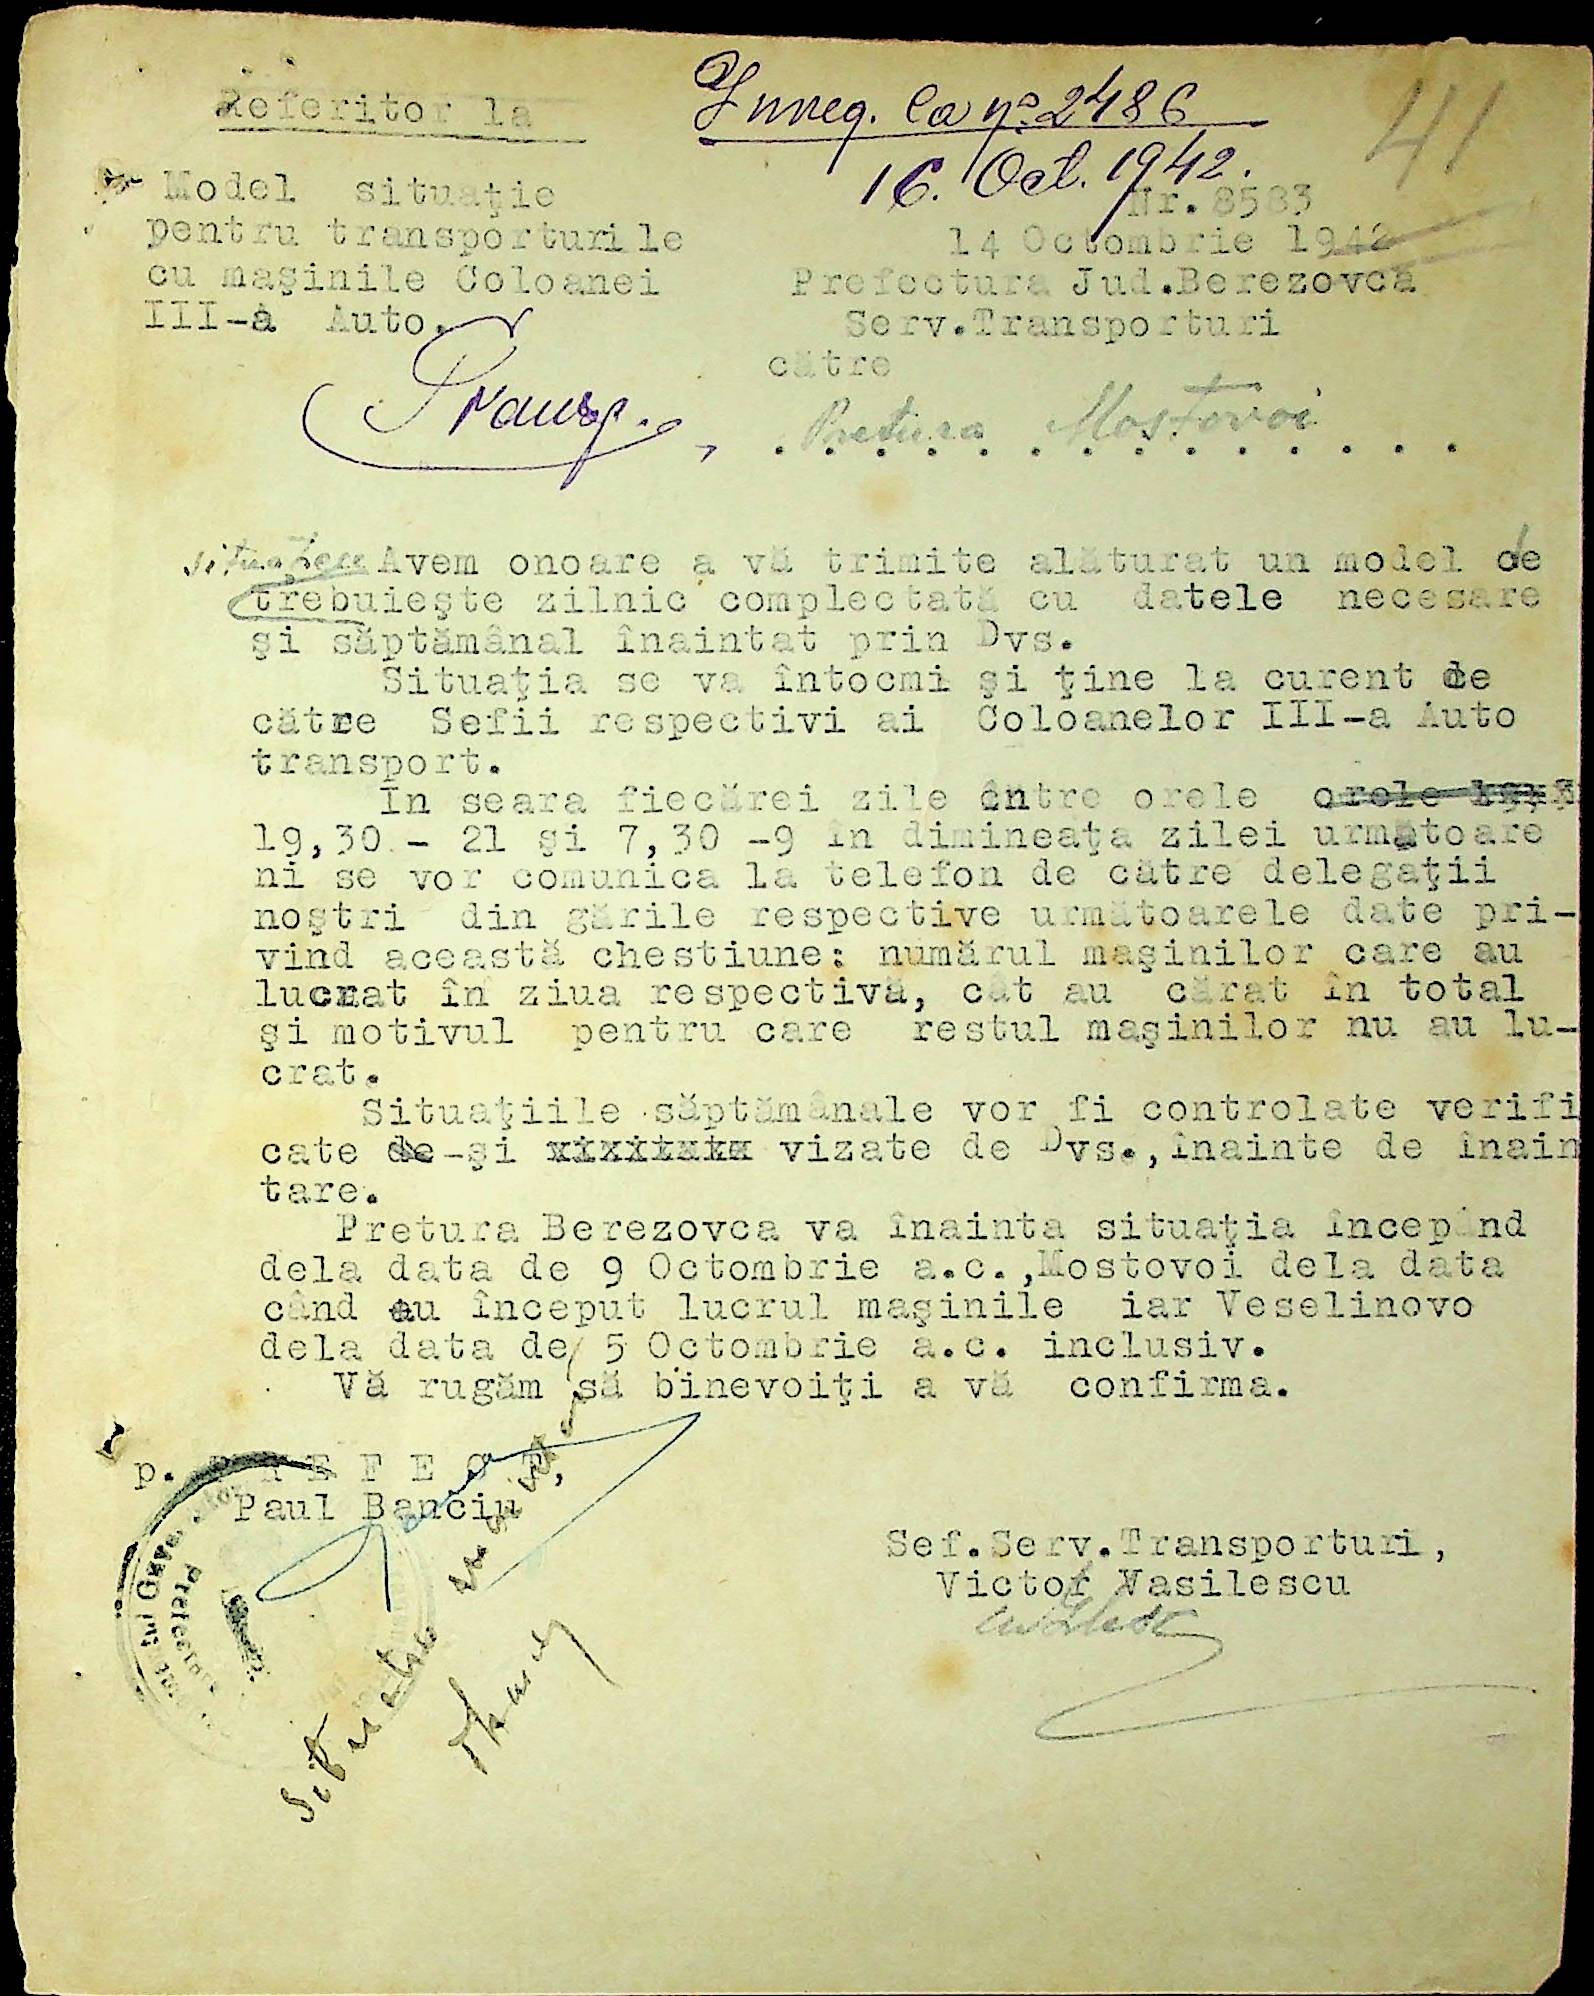 Referitor la
Înreg. la No 2486
16. Oct. 1942.
41
Model situaţie
pentru transporturile
cu maşinile Coloanei
III-a Auto.
Nr. 8583
14 Octombrie 1942
Prefectura Jud.Berezovca
Serv.Transporturi
către
Pretura Mostovoi
. . . . . . . . . . . . . .
Avem onoare a vă trimite alăturat un model de
situaţie
trebuieşte zilnic complectată cu datele necesare
şi săptămânal înaintat prin Dvs.
Situaţia se va întocmi şi ţine la curent de
către Sefii respectivi ai Coloanelor III-a Auto
transport.
In seara fiecărei zile între orele orele
19,30 - 21 şi 7,30 -9 în dimineaţa zilei următoare
ni se vor comunica la telefon de către delegaţii
noştri din gările respective următoarele date pri-
vind această chestiune: numărul maşinilor care au
lucrat în ziua respectivă, cât au cărat în total
şi motivul pentru care restul maşinilor nu au lu-
crat.
Situaţiile săptămânale vor fi controlate verifi
cate de -şi vizate de Dvs.,înainte de înain
tare.
Pretura Berezovca va înainta situaţia începând
dela data de 9 Octombrie a.c.,Mostovoi dela data
când au început lucrul maşinile iar Veselinovo
dela data de 5 Octombrie a.c. inclusiv.
Vă rugăm să binevoiţi a vă confirma.
p. P R E F E C T,
Paul Banciu
Sef.Serv.Transporturi,
Victor Vasilescu